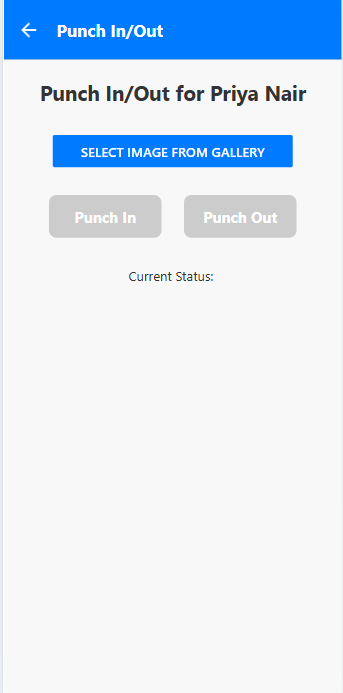 Punch In/Out
Punch In/Out for Priya Nair
SELECT IMAGE FROM GALLERY
Punch In Punch Out
Current Status: